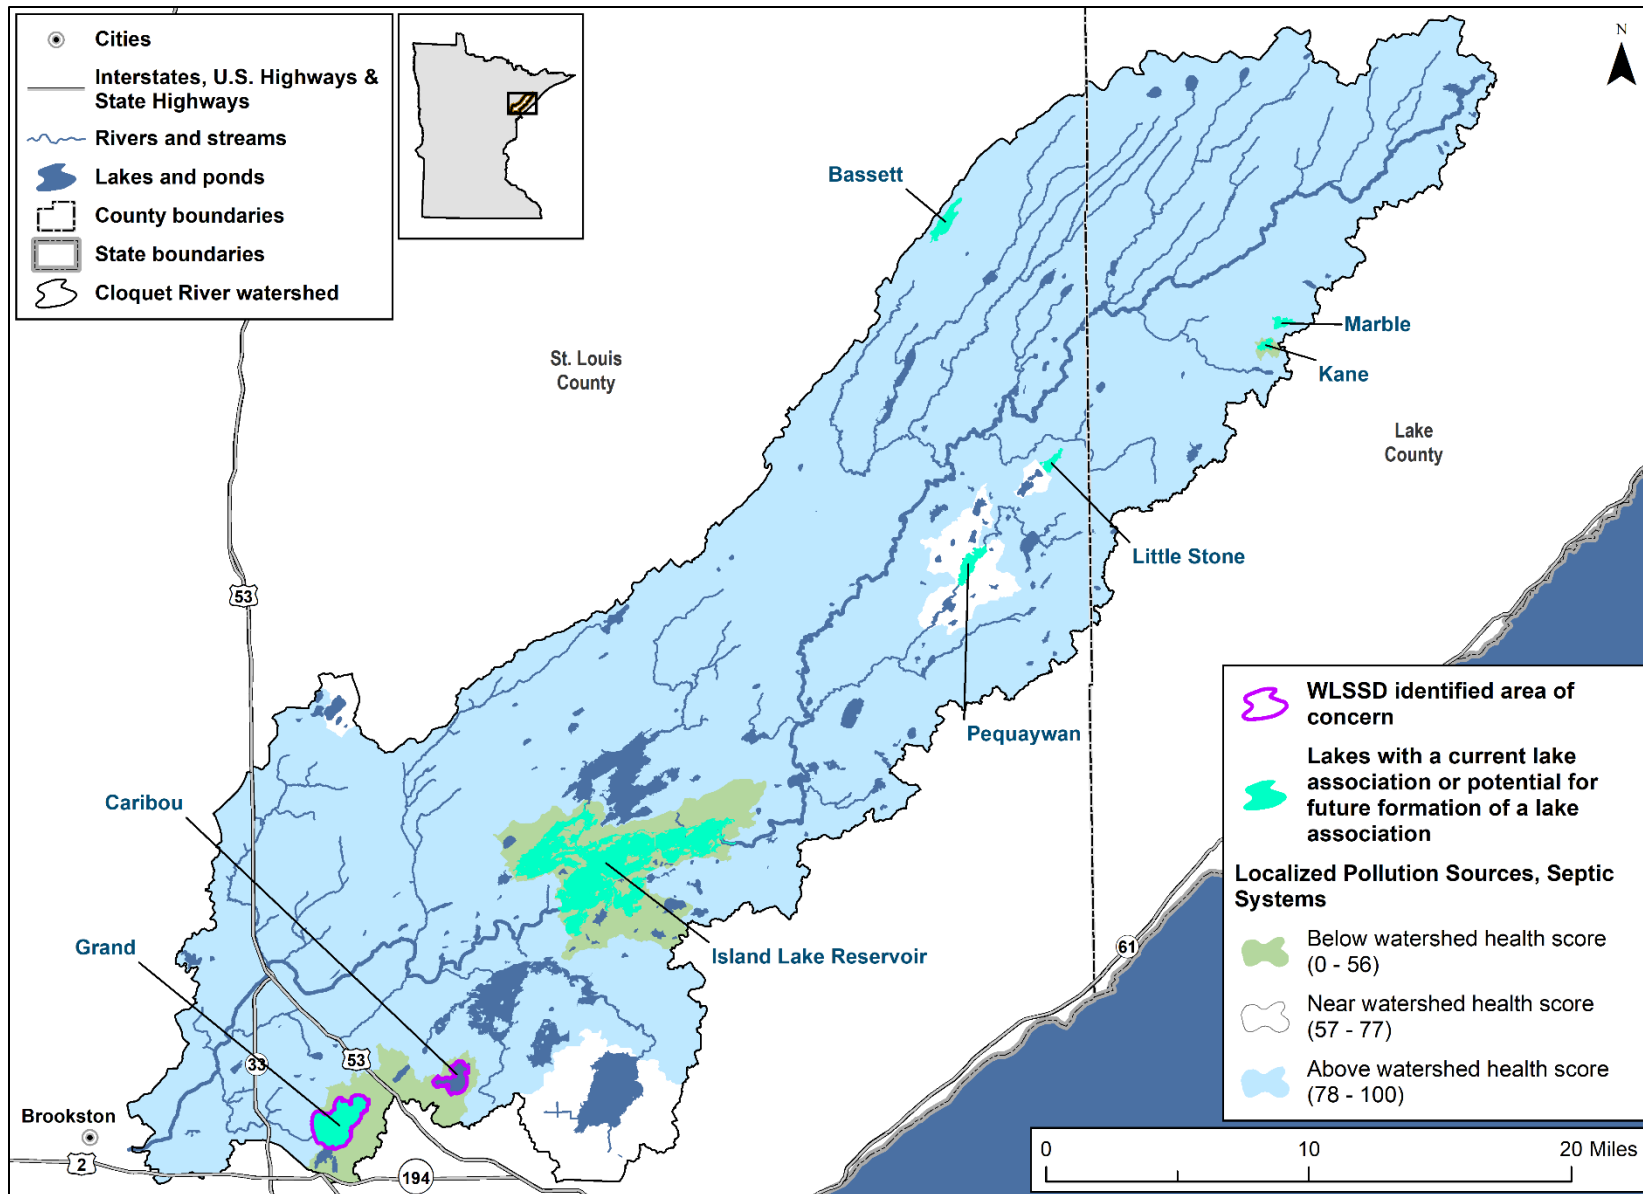 Cities
Interstates, U.S. Highways &
State Highways
Rivers and streams
Lakes and ponds
County boundaries
State boundaries
Cloquet River watershed
N
Bassett
Marble
Kane
St. Louis
County
Lake
County
Little Stone
53
Pequaywan
Caribou
Grand
Island Lake Reservoir
61
33
53
Brookston
2
194
WLSSD identified area of
concern
Lakes with a current lake
association or potential for
future formation of a lake
association
Localized Pollution Sources, Septic
Systems
Below watershed health score
(0 - 56)
Near watershed health score
(57 - 77)
Above watershed health score
(78 - 100)
0 10 20 Miles